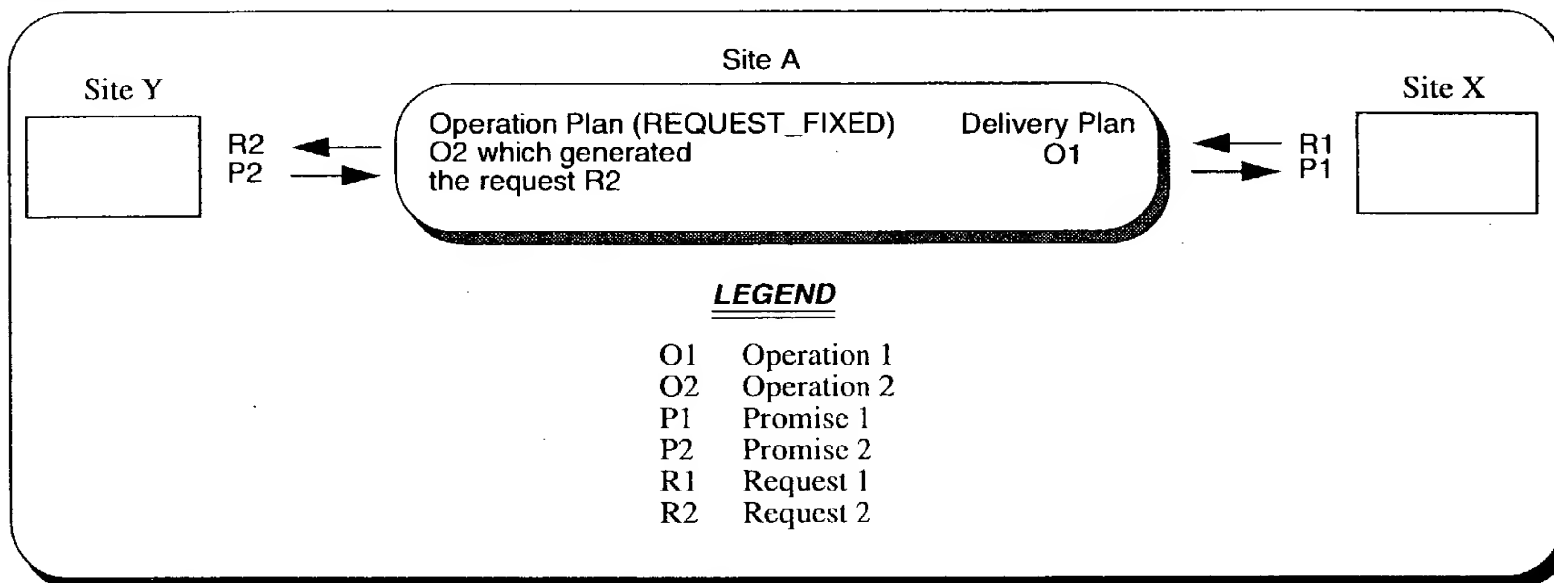 Site A
Site Y
Site X
Operation Plan (REQUEST_FIXED)
O2 which generated
the request R2
Delivery Plan
O1
R2
P2
R1
P1
LEGEND
O1 Operation 1
O2 Operation 2
P1 Promise 1
P2 Promise 2
R1 Request 1
R2 Request 2